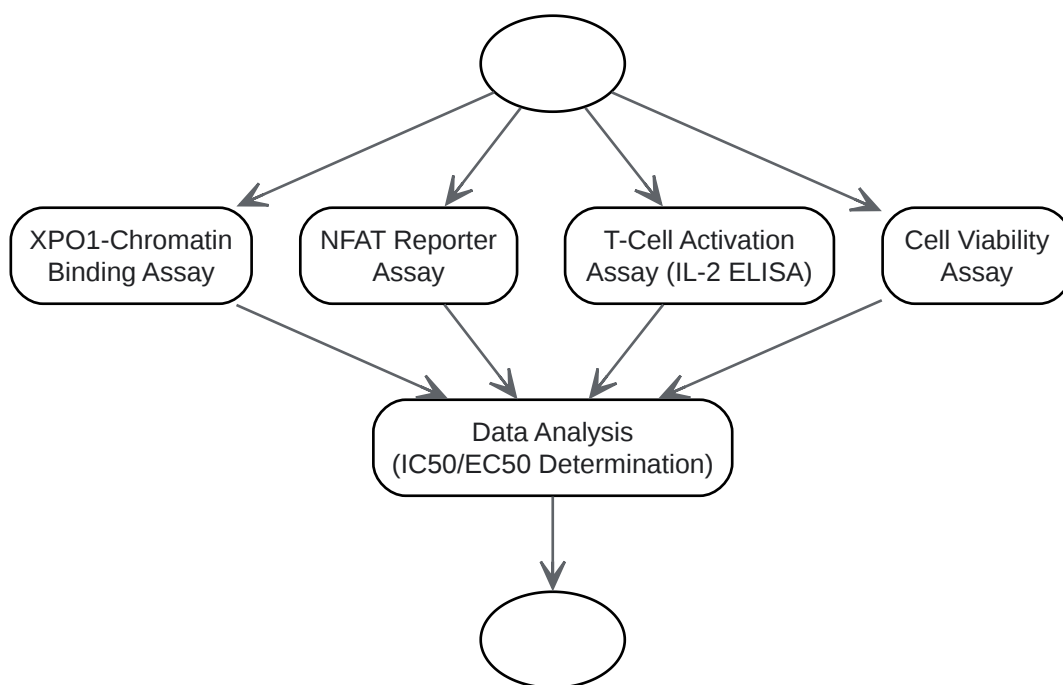 XPO1-Chromatin
Binding Assay
NFAT Reporter
Assay
T-Cell Activation
Assay (IL-2 ELISA)
Cell Viability
Assay
Data Analysis
(IC50/EC50 Determination)